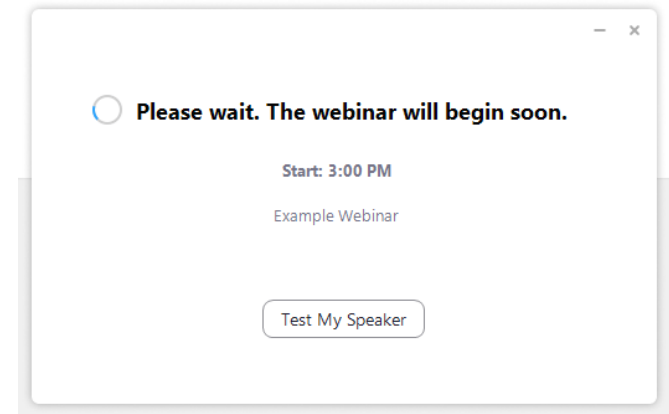 Please wait. The webinar will begin soon.
Start: 3:00 PM
Example Webinar
Test My Speaker